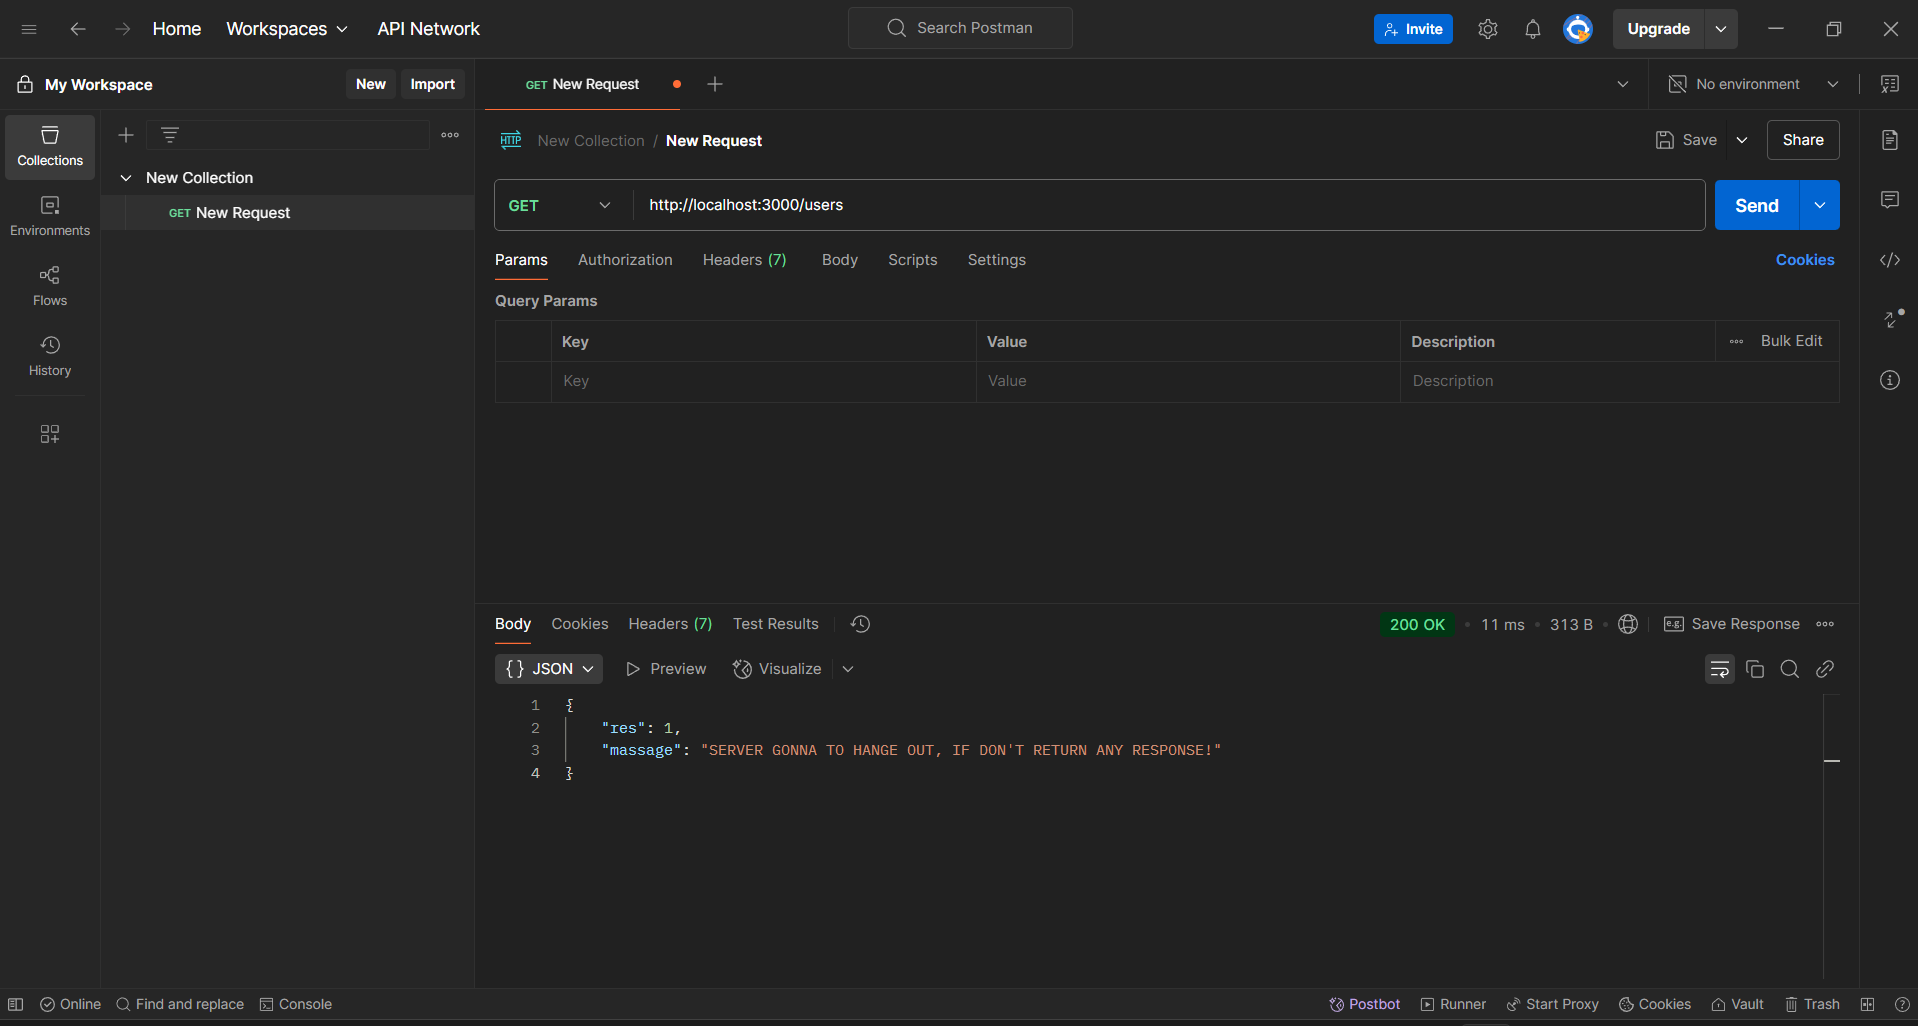 Home Workspaces API Network Search Postman Invite Upgrade
My Workspace New Import GET New Request No environment
Collections
New Collection
GET New Request
Environments
Flows
History
HTTP New Collection / New Request Save Share
GET http://localhost:3000/users Send
Params Authorization Headers (7) Body Scripts Settings Cookies
Query Params
Key Value Description Bulk Edit
Key Value Description
Body Cookies Headers (7) Test Results 200 OK • 11 ms • 313 B • e.g. Save Response
{} JSON Preview Visualize
1 {
2 "res": 1,
3 "massage": "SERVER GONNA TO HANGE OUT, IF DON'T RETURN ANY RESPONSE!"
4 }
Online Find and replace Console Postbot Runner Start Proxy Cookies Vault Trash